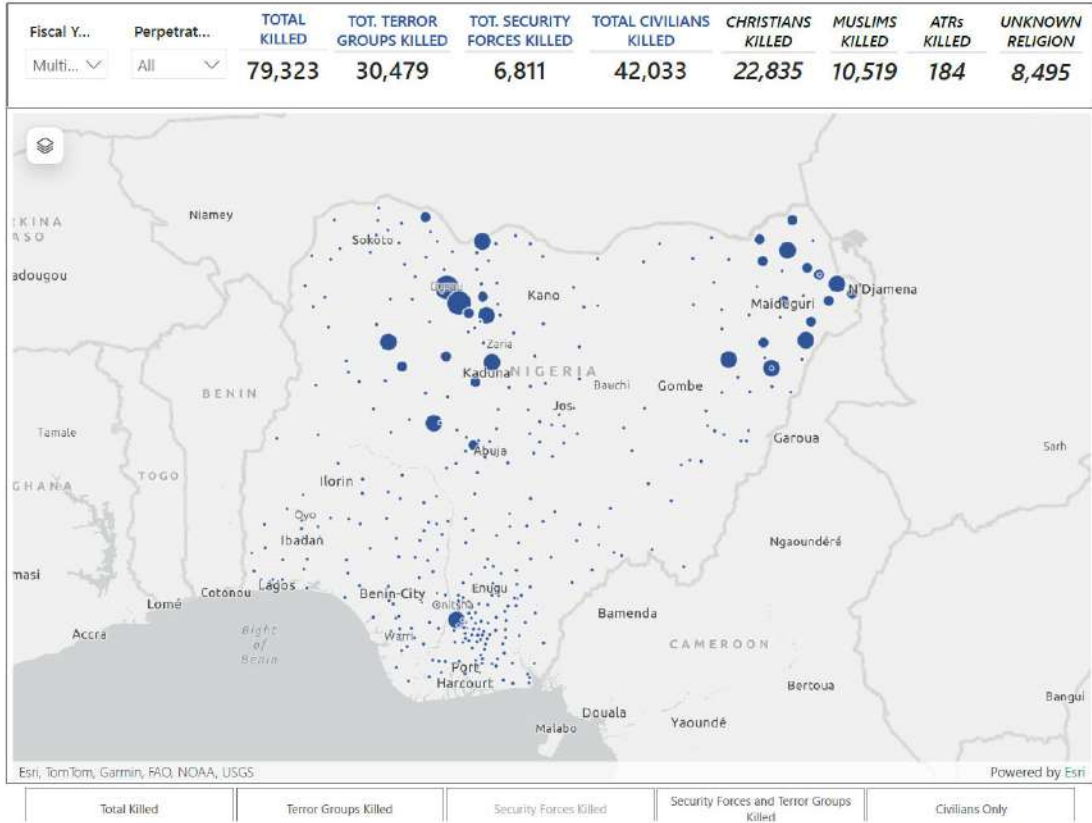 Fiscal Y...
Multi...
Perpetrat...
All
TOTAL
KILLED
79,323
TOT. TERROR
GROUPS KILLED
30,479
TOT. SECURITY
FORCES KILLED
6,811
TOTAL CIVILIANS
KILLED
42,033
CHRISTIANS
KILLED
22,835
MUSLIMS
KILLED
10,519
ATRs
KILLED
184
UNKNOWN
RELIGION
8,495
Niamey
Sokoto
adougou
Kano
Maiduguri
N'Djamena
Zaria
Kaduna
NIGERIA
Bauchi
Gombe
BENIN
Jos
Tamale
Garoua
Sarh
Abuja
TOGO
GHANA
Ilorin
Oyo
Ibadan
Ngaoundéré
masi
Cotonou
Lagos
Benin-City
Enugu
Lomé
Onitsha
Bamenda
Accra
Bight
of
Benin
Warri
CAMEROON
Port
Harcourt
Bertoua
Bangui
Douala
Malabo
Yaoundé
Esri, TomTom, Garmin, FAO, NOAA, USGS
Powered by Esri
Total Killed
Terror Groups Killed
Security Forces Killed
Security Forces and Terror Groups
Killed
Civilians Only